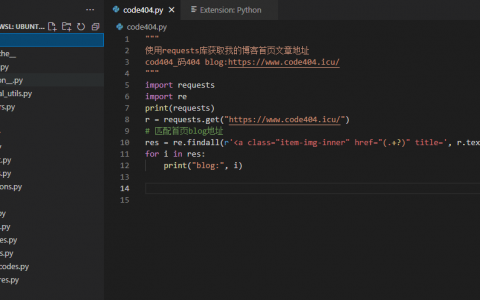 WSL: UBUNT...
code404.py
Extension: Python
code404.py
1 """
2 使用requests库获取我的博客首页文章地址
3 cod404_码404 blog:https://www.code404.icu/
4 """
5 import requests
6 import re
7 print(requests)
8 r = requests.get("https://www.code404.icu/")
9 # 匹配首页blog地址
10 res = re.findall(r'<a class="item-img-inner" href="(.+?)" title=', r.tex
11 for i in res:
12 print("blog:", i)
13
14
15
he__
.py
n__.py
al_utils.py
rs.py
.py
r.py
.py
ons.py
.py
.py
es.py
s.py
codes.py
res.py